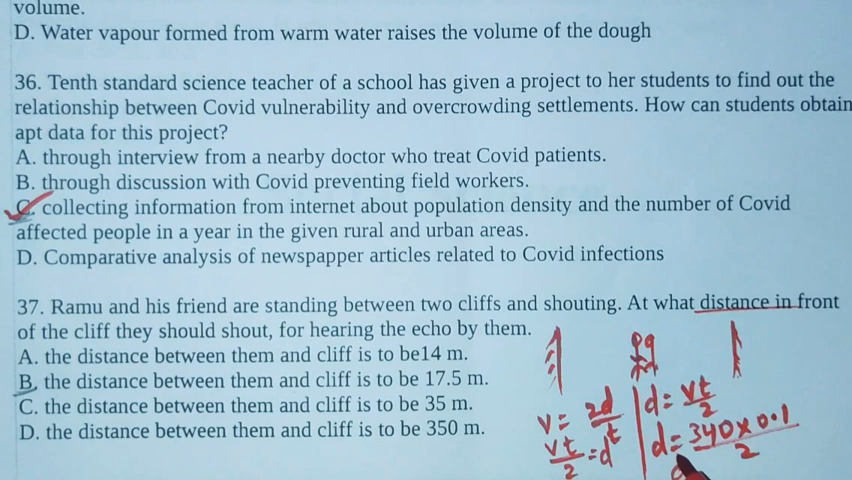 volume.
D. Water vapour formed from warm water raises the volume of the dough
36. Tenth standard science teacher of a school has given a project to her students to find out the
relationship between Covid vulnerability and overcrowding settlements. How can students obtain
apt data for this project?
A. through interview from a nearby doctor who treat Covid patients.
B. through discussion with Covid preventing field workers.
C. collecting information from internet about population density and the number of Covid
affected people in a year in the given rural and urban areas.
D. Comparative analysis of newspapper articles related to Covid infections
37. Ramu and his friend are standing between two cliffs and shouting. At what distance in front
of the cliff they should shout, for hearing the echo by them.
A. the distance between them and cliff is to be14 m.
B. the distance between them and cliff is to be 17.5 m.
C. the distance between them and cliff is to be 35 m.
D. the distance between them and cliff is to be 350 m.
v = 2d/t
vt/2 = d
d = vt/2
d = 340 x 0.1/2